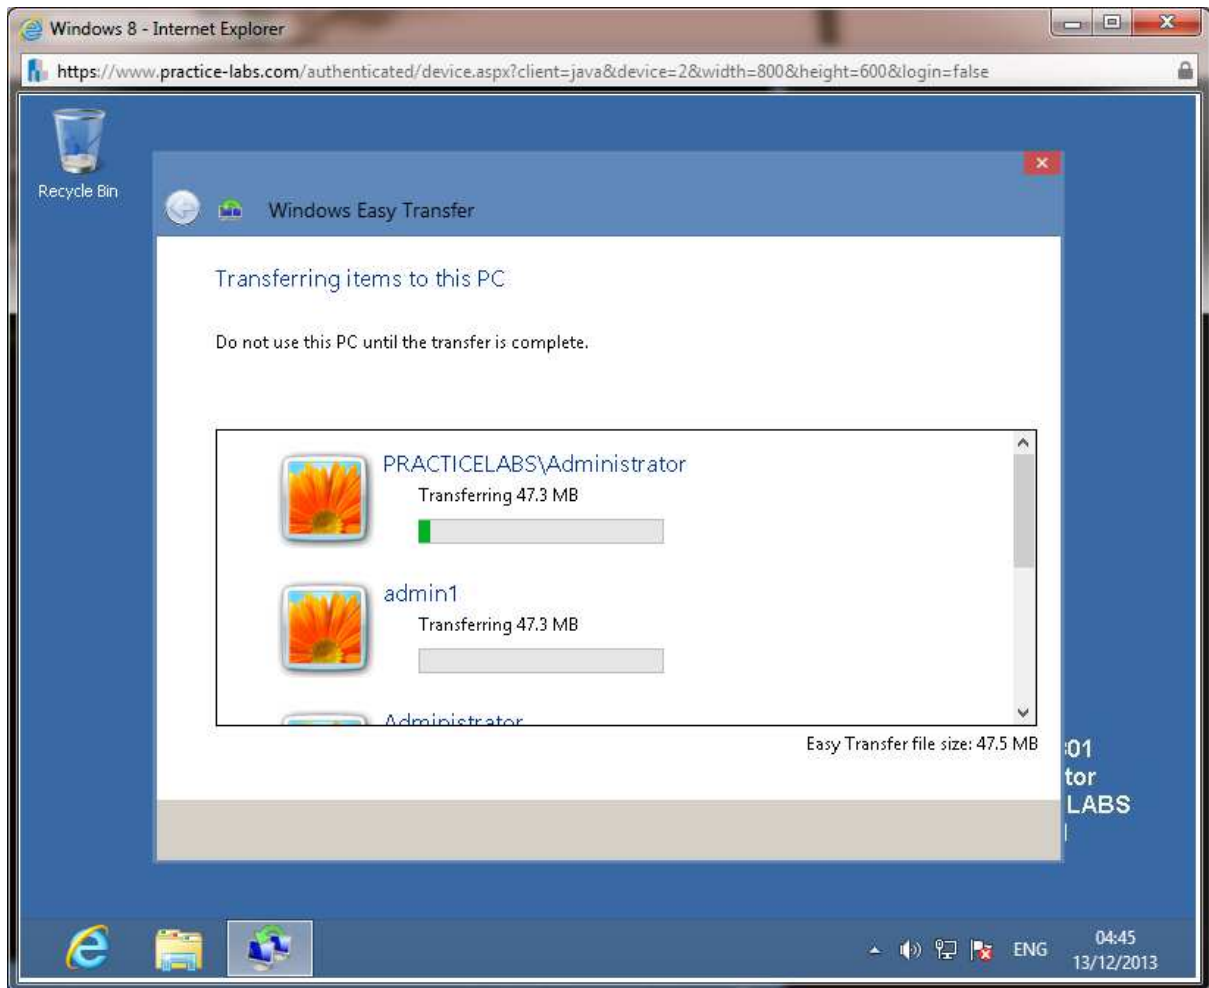 Windows 8 - Internet Explorer
https://www.practice-labs.com/authenticated/device.aspx?client=java&device=2&width=800&height=600&login=false
Recycle Bin
Windows Easy Transfer
Transferring items to this PC
Do not use this PC until the transfer is complete.
PRACTICELABS\Administrator
Transferring 47.3 MB
admin1
Transferring 47.3 MB
Administrator
Easy Transfer file size: 47.5 MB
01
tor
LABS
ENG
04:45
13/12/2013